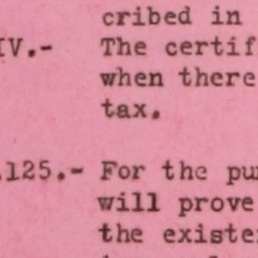 cribed in
IV.- The certif
when there
tax.
125.- For the pu
will prove
the existe